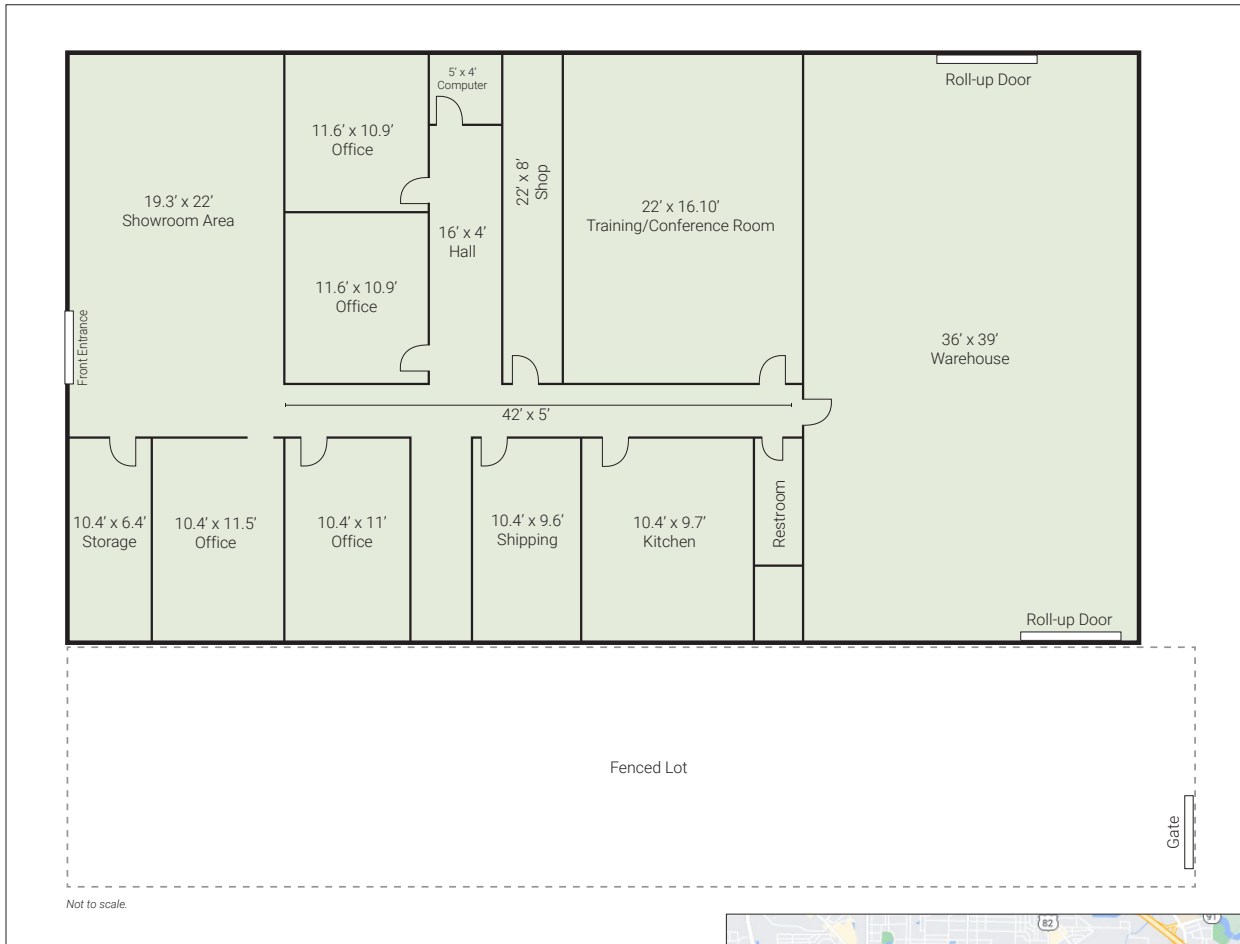 5’ x 4’
Computer
Roll-up Door
11.6’ x 10.9’
Office
22’ x 8’
Shop
19.3’ x 22’
Showroom Area
22’ x 16.10’
Training/Conference Room
16’ x 4’
Hall
11.6’ x 10.9’
Office
Front Entrance
36’ x 39’
Warehouse
42’ x 5’
10.4’ x 6.4’
Storage
10.4’ x 11.5’
Office
10.4’ x 11’
Office
10.4’ x 9.6’
Shipping
10.4’ x 9.7’
Kitchen
Restroom
Roll-up Door
Fenced Lot
Gate
Not to scale.
82
91